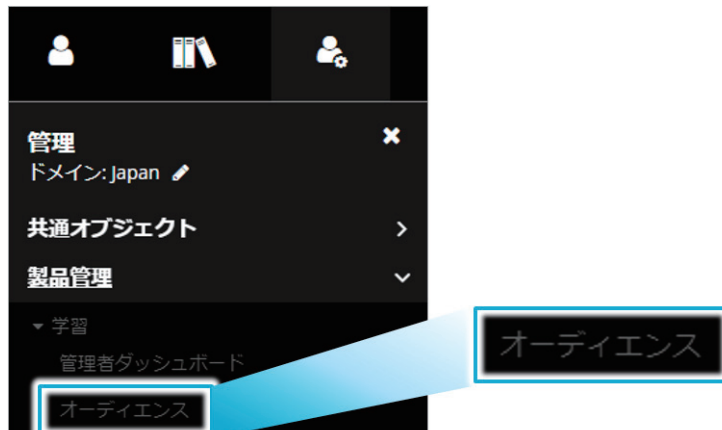 管理
ドメイン: Japan
共通オブジェクト
製品管理
学習
管理者ダッシュボード
オーディエンス
オーディエンス